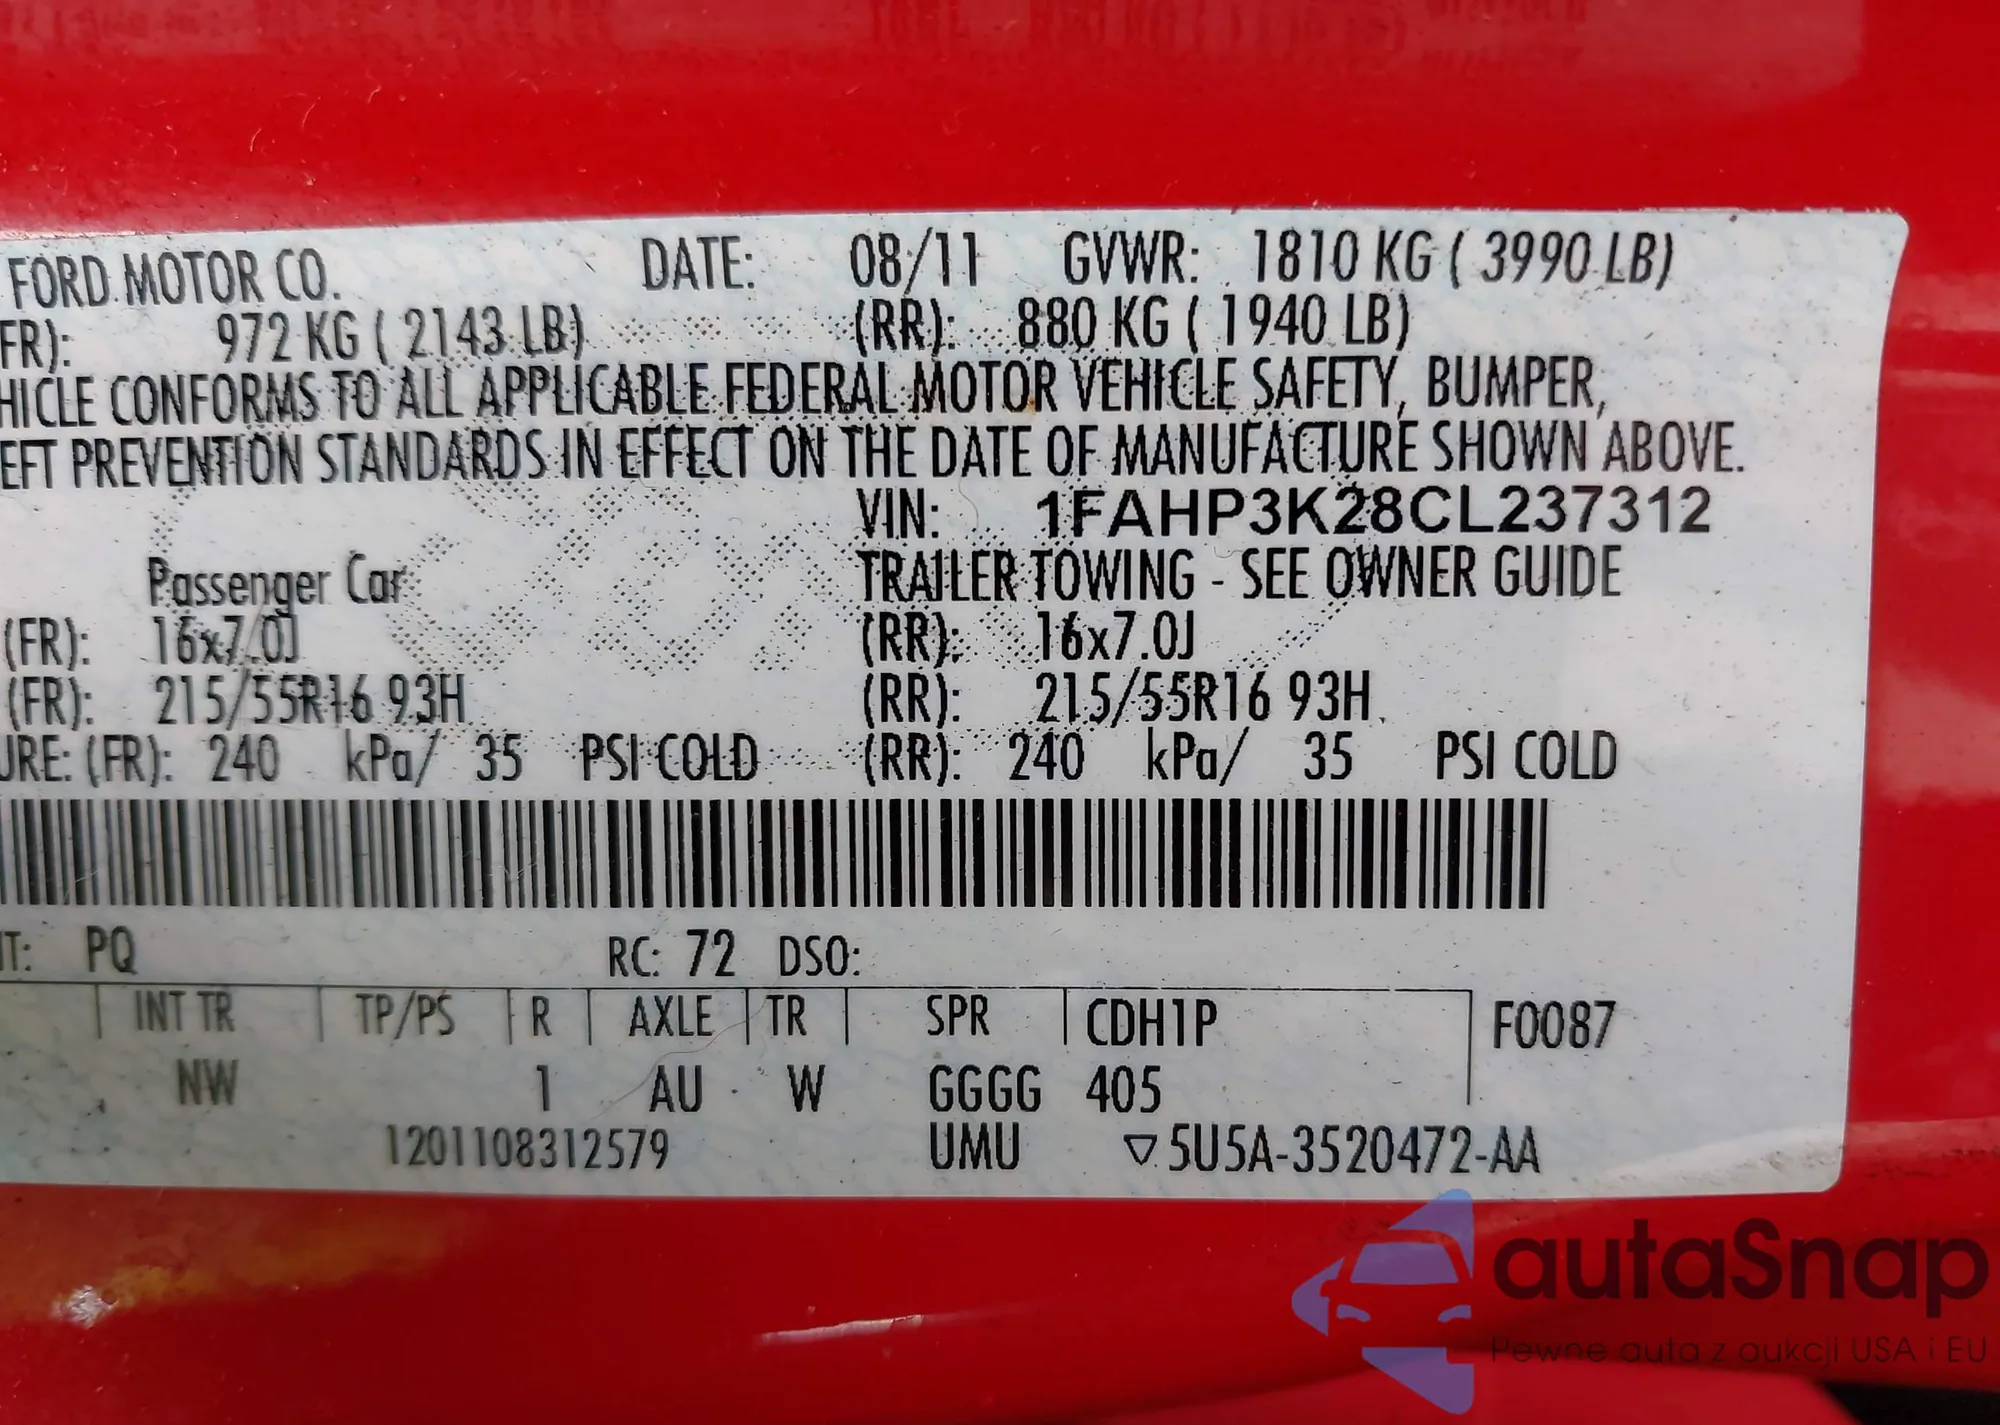 FORD MOTOR CO. DATE: 08/11 GVWR: 1810 KG ( 3990 LB)
FR): 972 KG ( 2143 LB) (RR): 880 KG ( 1940 LB)
HICLE CONFORMS TO ALL APPLICABLE FEDERAL MOTOR VEHICLE SAFETY, BUMPER,
EFT PREVENTION STANDARDS IN EFFECT ON THE DATE OF MANUFACTURE SHOWN ABOVE.
VIN: 1FAHP3K28CL237312
Passenger Car TRAILER TOWING - SEE OWNER GUIDE
(FR): 16x7.0J (RR): 16x7.0J
(FR): 215/55R16 93H (RR): 215/55R16 93H
URE: (FR): 240 kPa/ 35 PSI COLD (RR): 240 kPa/ 35 PSI COLD
NT: PQ RC: 72 DSO:
INT TR TP/PS R AXLE TR SPR CDH1P F0087
NW 1 AU W GGGG 405
1201108312579 UMU ▽ 5U5A-3520472-AA
autaSnap
Pewne auta z aukcji USA i EU